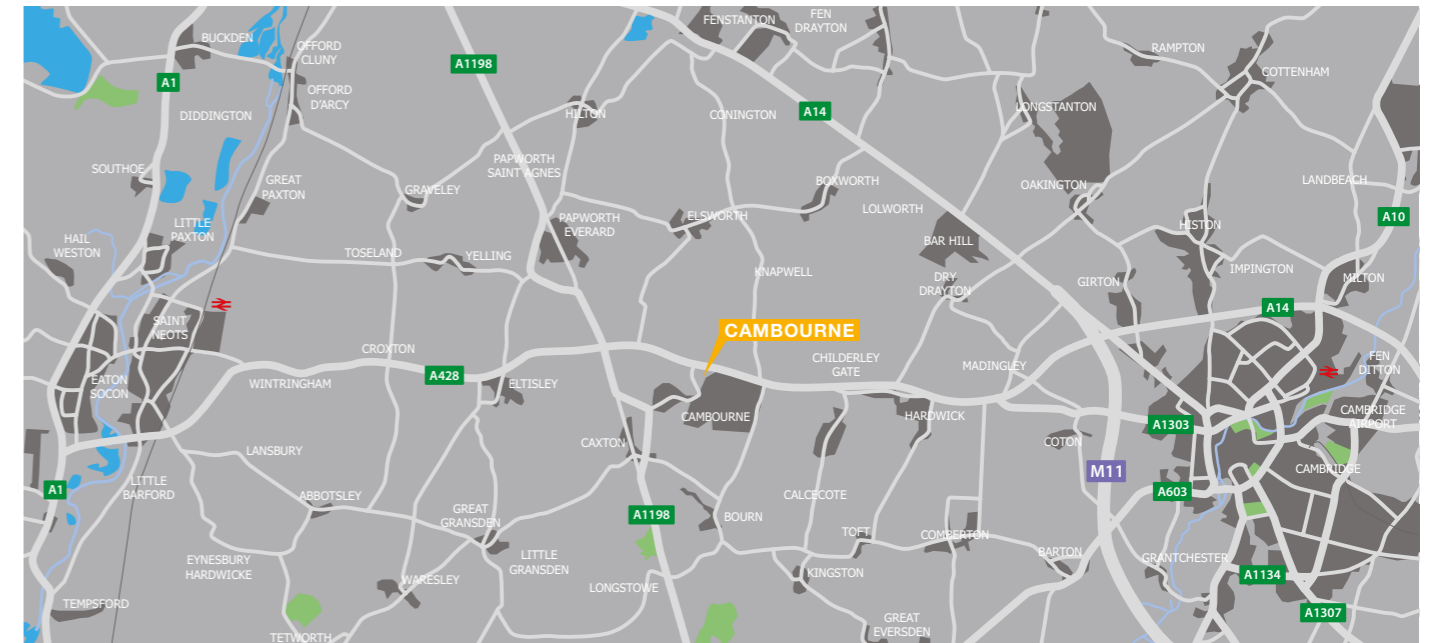 BUCKDEN
OFFORD
CLUNY
A1198
FENSTANTON
FEN
DRAYTON
RAMPTON
COTTENHAM
A1
OFFORD
D'ARCY
DIDDINGTON
HILTON
CONINGTON
A14
LONGSTANTON
SOUTHOE
GREAT
PAXTON
GRAVELEY
PAPWORTH
SAINT AGNES
BOXWORTH
LOLWORTH
OAKINGTON
LANDBEACH
A10
HAIL
WESTON
LITTLE
PAXTON
TOSELAND
YELLING
PAPWORTH
EVERARD
ELSWORTH
BAR HILL
HISTON
KNAPWELL
DRY
DRAYTON
GIRTON
IMPINGTON
MILTON
A14
SAINT
NEOTS
CAMBOURNE
CROXTON
CHILDERLEY
GATE
MADINGLEY
FEN
DITTON
EATON
SOCON
WINTRINGHAM
A428
ELTISLEY
CAMBOURNE
HARDWICK
CAMBRIDGE
AIRPORT
A1303
LANSBURY
CAXTON
COTON
M11
CAMBRIDGE
A1
LITTLE
BARFORD
ABBOTSLEY
GREAT
GRANSDEN
A1198
BOURN
CALCECOTE
A603
TOFT
COMBERTON
BARTON
GRANTCHESTER
EYNESBURY
HARDWICKE
WARESLEY
LITTLE
GRANSDEN
LONGSTOWE
KINGSTON
A1134
TEMPSFORD
TETWORTH
GREAT
EVERSDEN
A1307